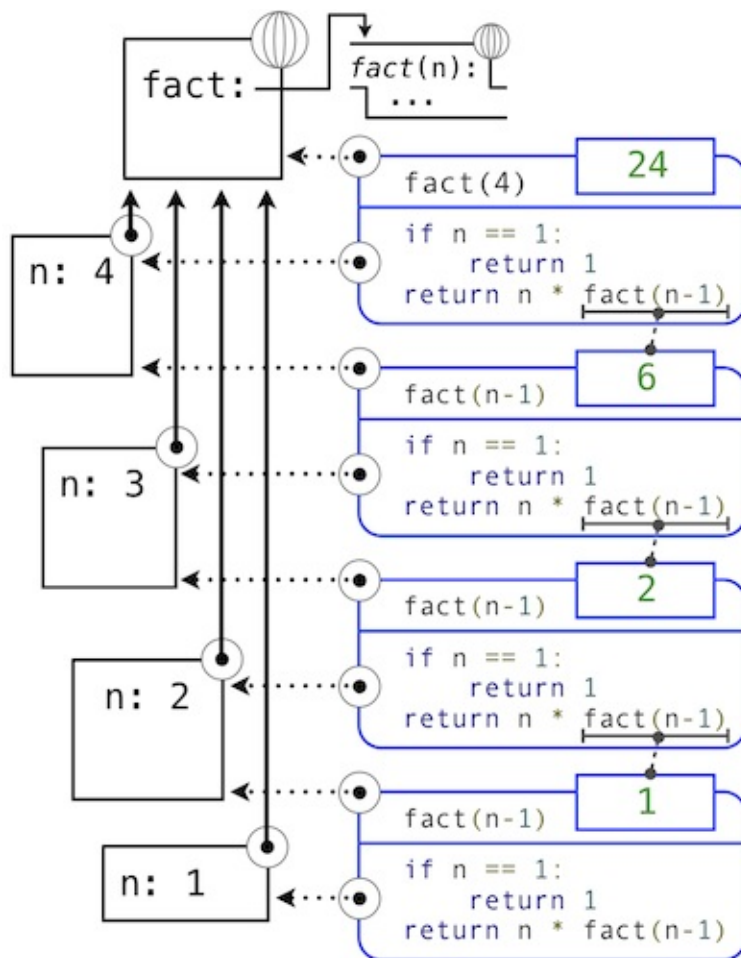 fact:
fact(n):
...
fact(4)
24
n: 4
if n == 1:
return 1
return n * fact(n-1)
fact(n-1)
6
n: 3
if n == 1:
return 1
return n * fact(n-1)
fact(n-1)
2
n: 2
if n == 1:
return 1
return n * fact(n-1)
fact(n-1)
1
n: 1
if n == 1:
return 1
return n * fact(n-1)